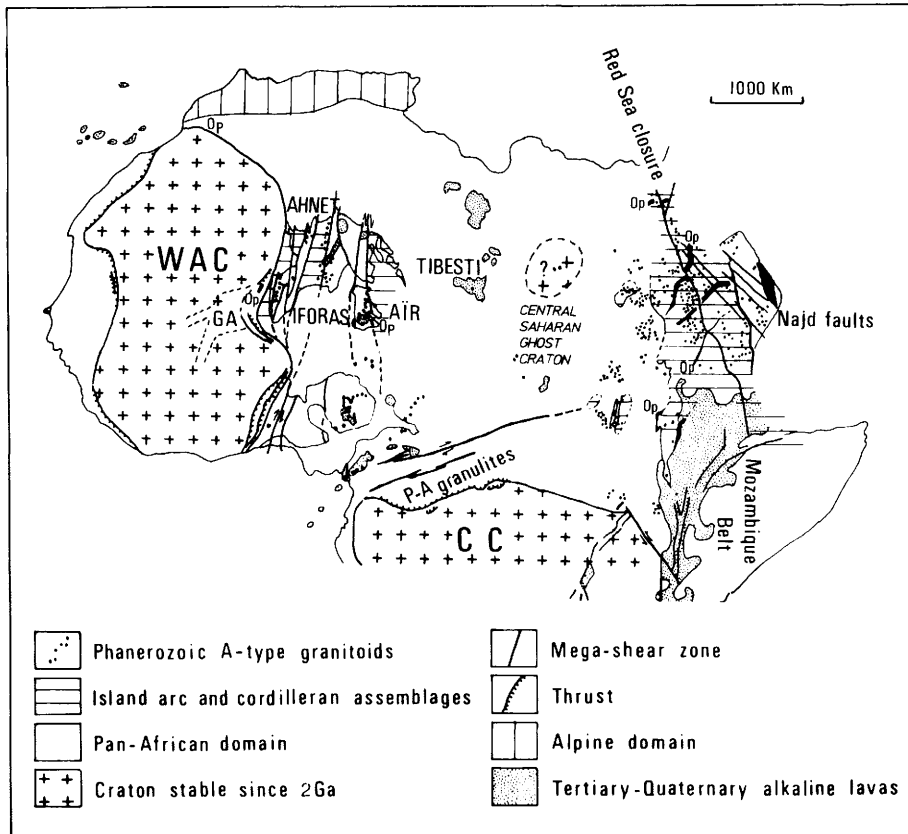 Red Sea closure
1000 Km
Op
AHNET
Op
WAC
TIBESTI
Op
?
Op
GA
IFORAS
AÏR
Op
CENTRAL
SAHARAN
GHOST
CRATON
Najd faults
Op
Op
P-A granulites
Mozambique
Belt
CC
Phanerozoic A-type granitoids
Island arc and cordilleran assemblages
Pan-African domain
Craton stable since 2Ga
Mega-shear zone
Thrust
Alpine domain
Tertiary-Quaternary alkaline lavas